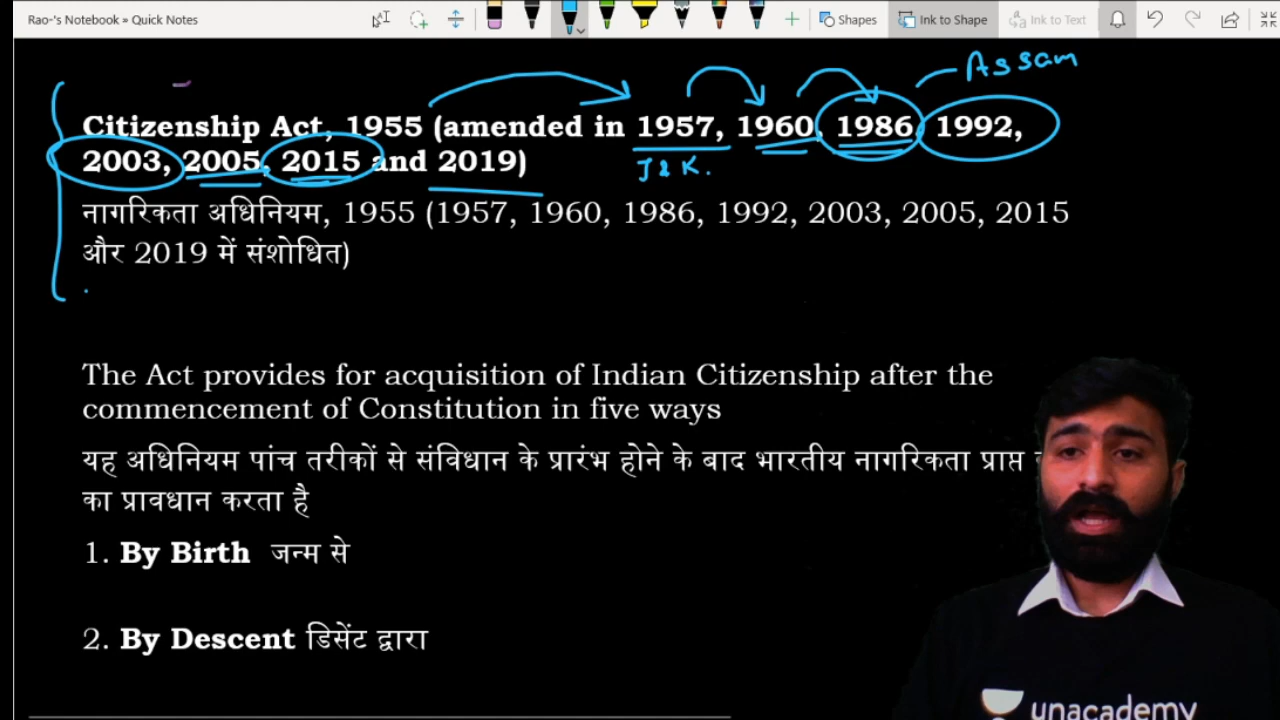 Rao-'s Notebook » Quick Notes
Shapes
Ink to Shape
Ink to Text
Assam
Citizenship Act, 1955 (amended in 1957, 1960, 1986, 1992,
2003, 2005, 2015 and 2019)
J & K.
नागरिकता अधिनियम, 1955 (1957, 1960, 1986, 1992, 2003, 2005, 2015
और 2019 में संशोधित)
The Act provides for acquisition of Indian Citizenship after the
commencement of Constitution in five ways
यह अधिनियम पांच तरीकों से संविधान के प्रारंभ होने के बाद भारतीय नागरिकता प्राप्त
का प्रावधान करता है
1. By Birth जन्म से
2. By Descent डिसेंट द्वारा
unacademy